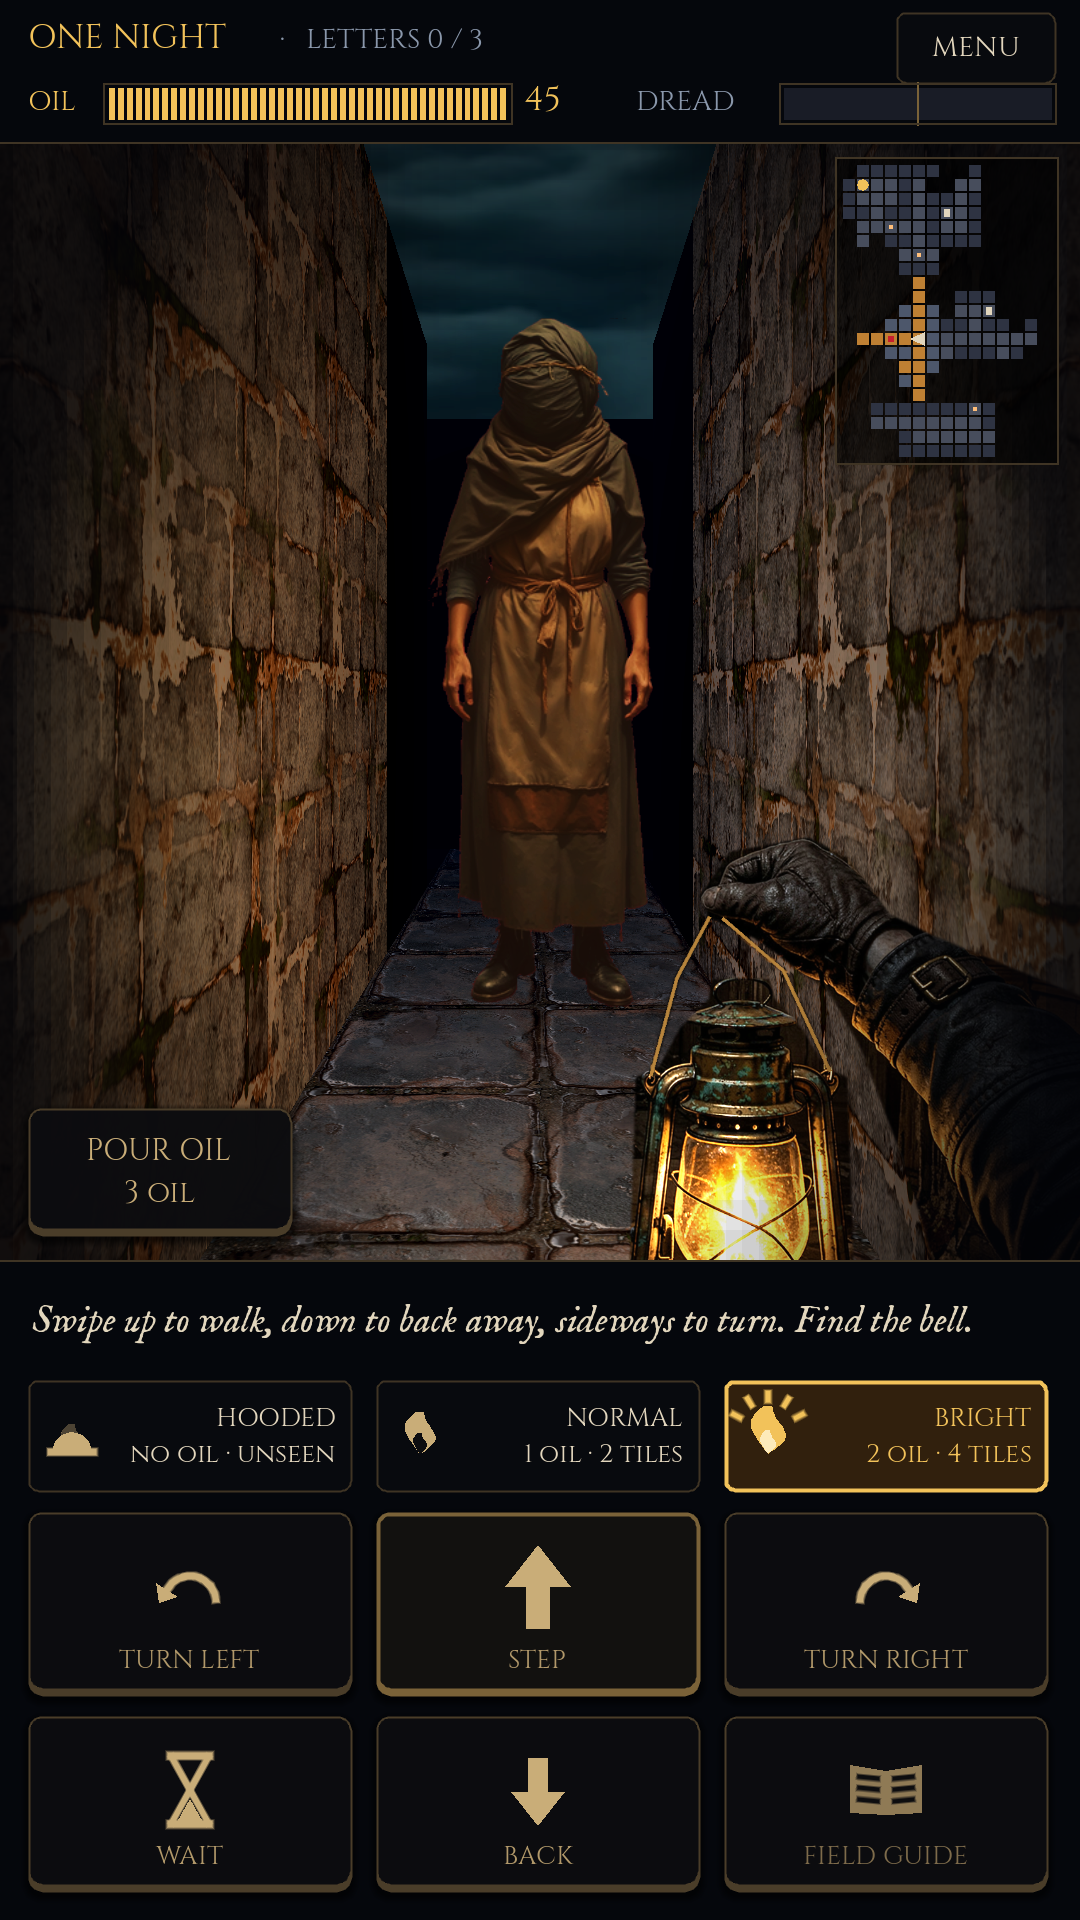 ONE NIGHT · LETTERS 0 / 3
MENU
OIL 45 DREAD
POUR OIL
3 OIL
Swipe up to walk, down to back away, sideways to turn. Find the bell.
HOODED
NO OIL · UNSEEN
NORMAL
1 OIL · 2 TILES
BRIGHT
2 OIL · 4 TILES
TURN LEFT
STEP
TURN RIGHT
WAIT
BACK
FIELD GUIDE